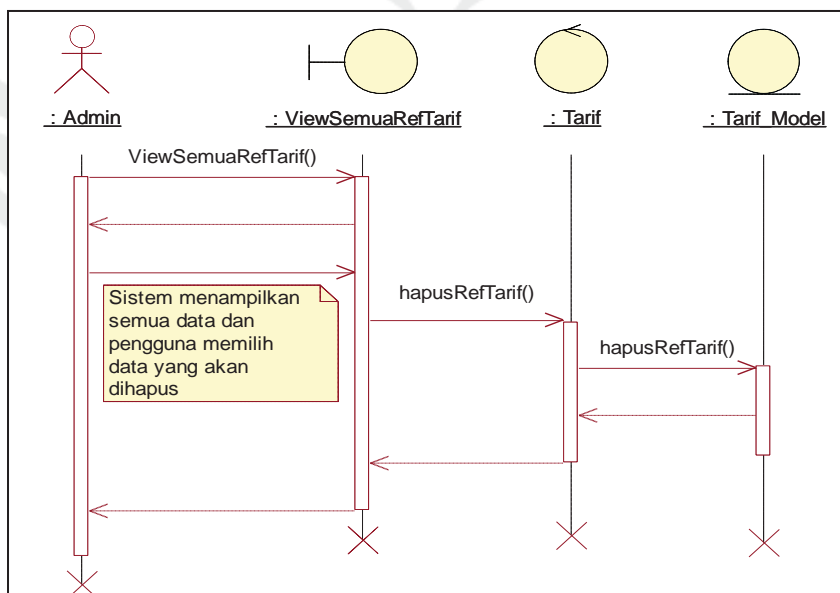 : Admin
: ViewSemuaRefTarif
: Tarif
: Tarif_Model
ViewSemuaRefTarif()
Sistem menampilkan
semua data dan
pengguna memilih
data yang akan
dihapus
hapusRefTarif()
hapusRefTarif()